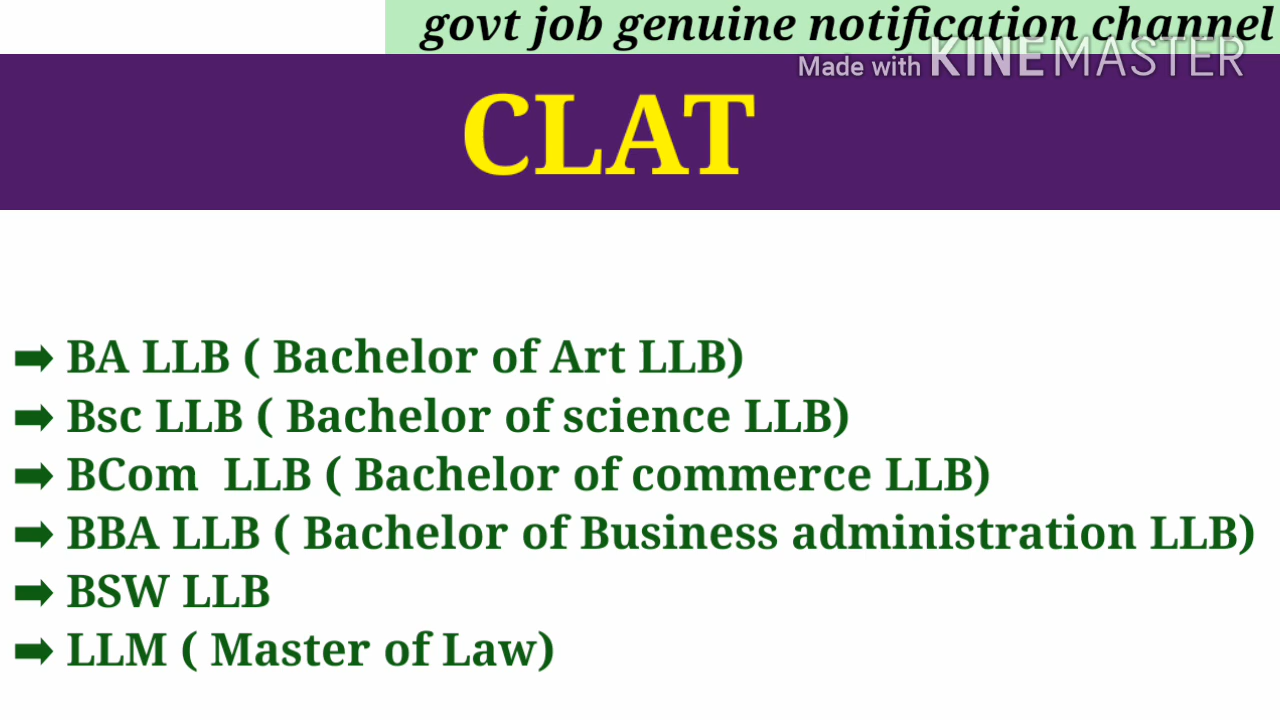 govt job genuine notification channel
Made with KINEMASTER
CLAT
➡ BA LLB ( Bachelor of Art LLB)
➡ Bsc LLB ( Bachelor of science LLB)
➡ BCom  LLB ( Bachelor of commerce LLB)
➡ BBA LLB ( Bachelor of Business administration LLB)
➡ BSW LLB
➡ LLM ( Master of Law)